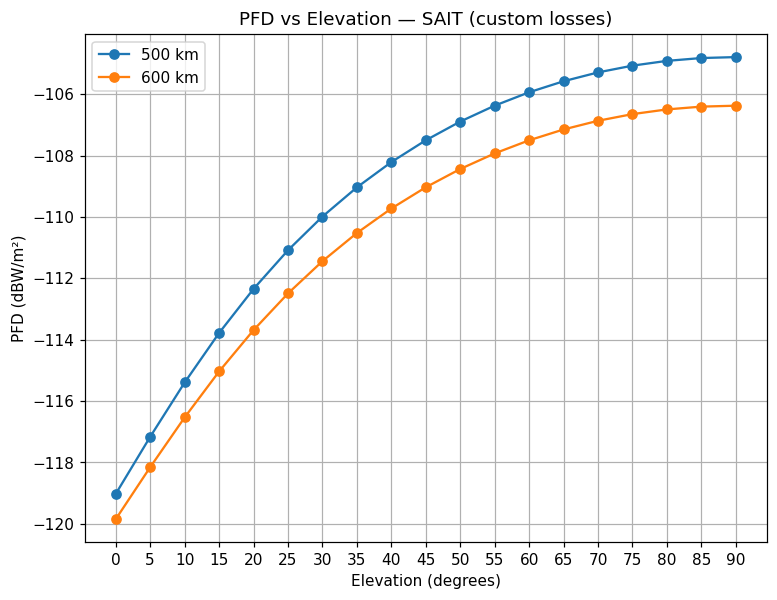 PFD vs Elevation — SAIT (custom losses)
500 km
600 km
−106
−108
−110
−112
−114
−116
−118
−120
PFD (dBW/m²)
0 5 10 15 20 25 30 35 40 45 50 55 60 65 70 75 80 85 90
Elevation (degrees)